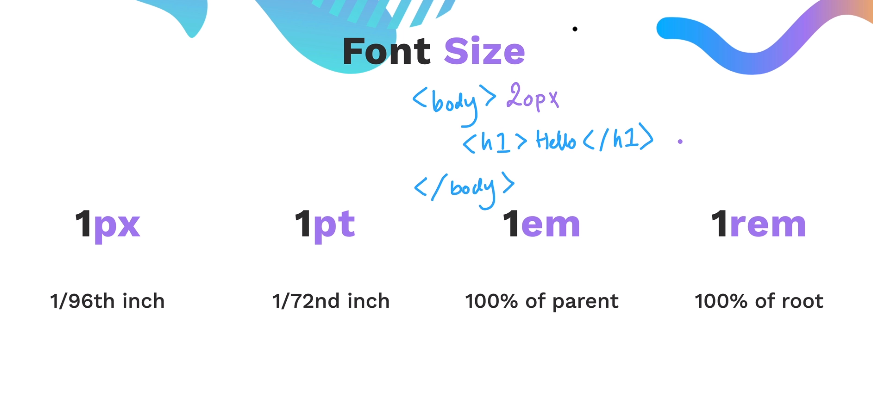 Font Size
<body> 20px
<h1> Hello </h1>
</body>
1px 1pt 1em 1rem
1/96th inch 1/72nd inch 100% of parent 100% of root